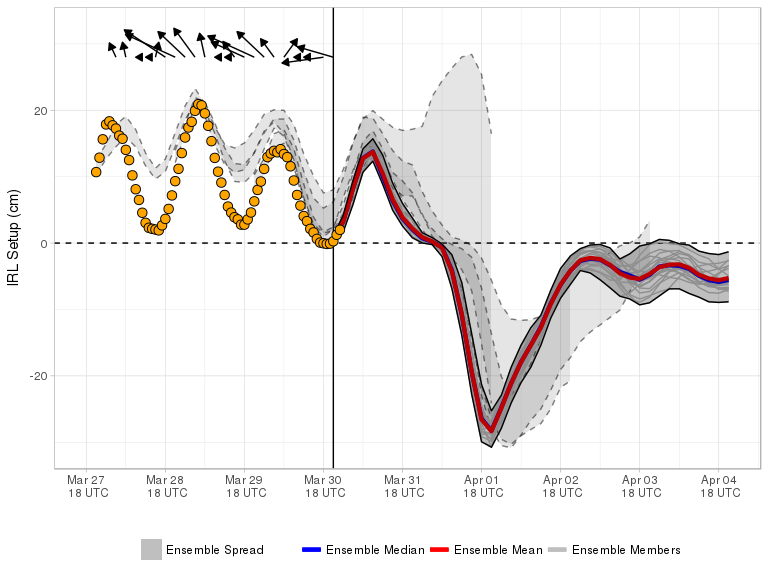 IRL Setup (cm)
20
0
-20
Mar 27 Mar 28 Mar 29 Mar 30 Mar 31 Apr 01 Apr 02 Apr 03 Apr 04
18 UTC 18 UTC 18 UTC 18 UTC 18 UTC 18 UTC 18 UTC 18 UTC 18 UTC
Ensemble Spread Ensemble Median Ensemble Mean Ensemble Members